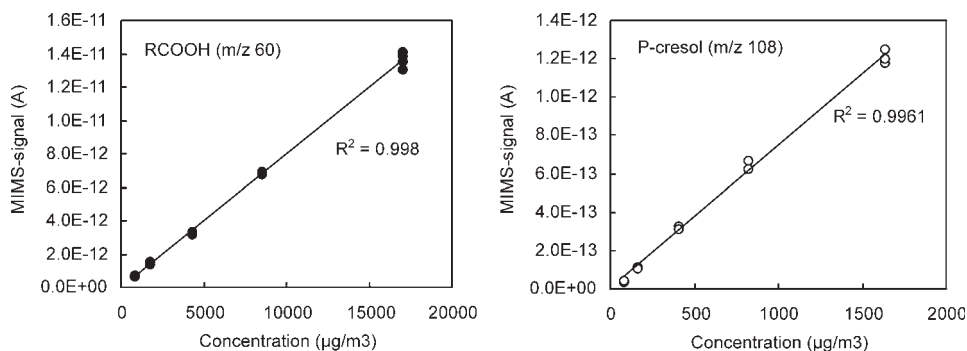 1.6E-11
1.4E-11
1.2E-11
1.0E-11
8.0E-12
6.0E-12
4.0E-12
2.0E-12
0.0E+00
MIMS-signal (A)
RCOOH (m/z 60)
R² = 0.998
0 5000 10000 15000 20000
Concentration (µg/m3)
1.4E-12
1.2E-12
1.0E-12
8.0E-13
6.0E-13
4.0E-13
2.0E-13
0.0E+00
MIMS-signal (A)
P-cresol (m/z 108)
R² = 0.9961
0 500 1000 1500 2000
Concentration (µg/m3)